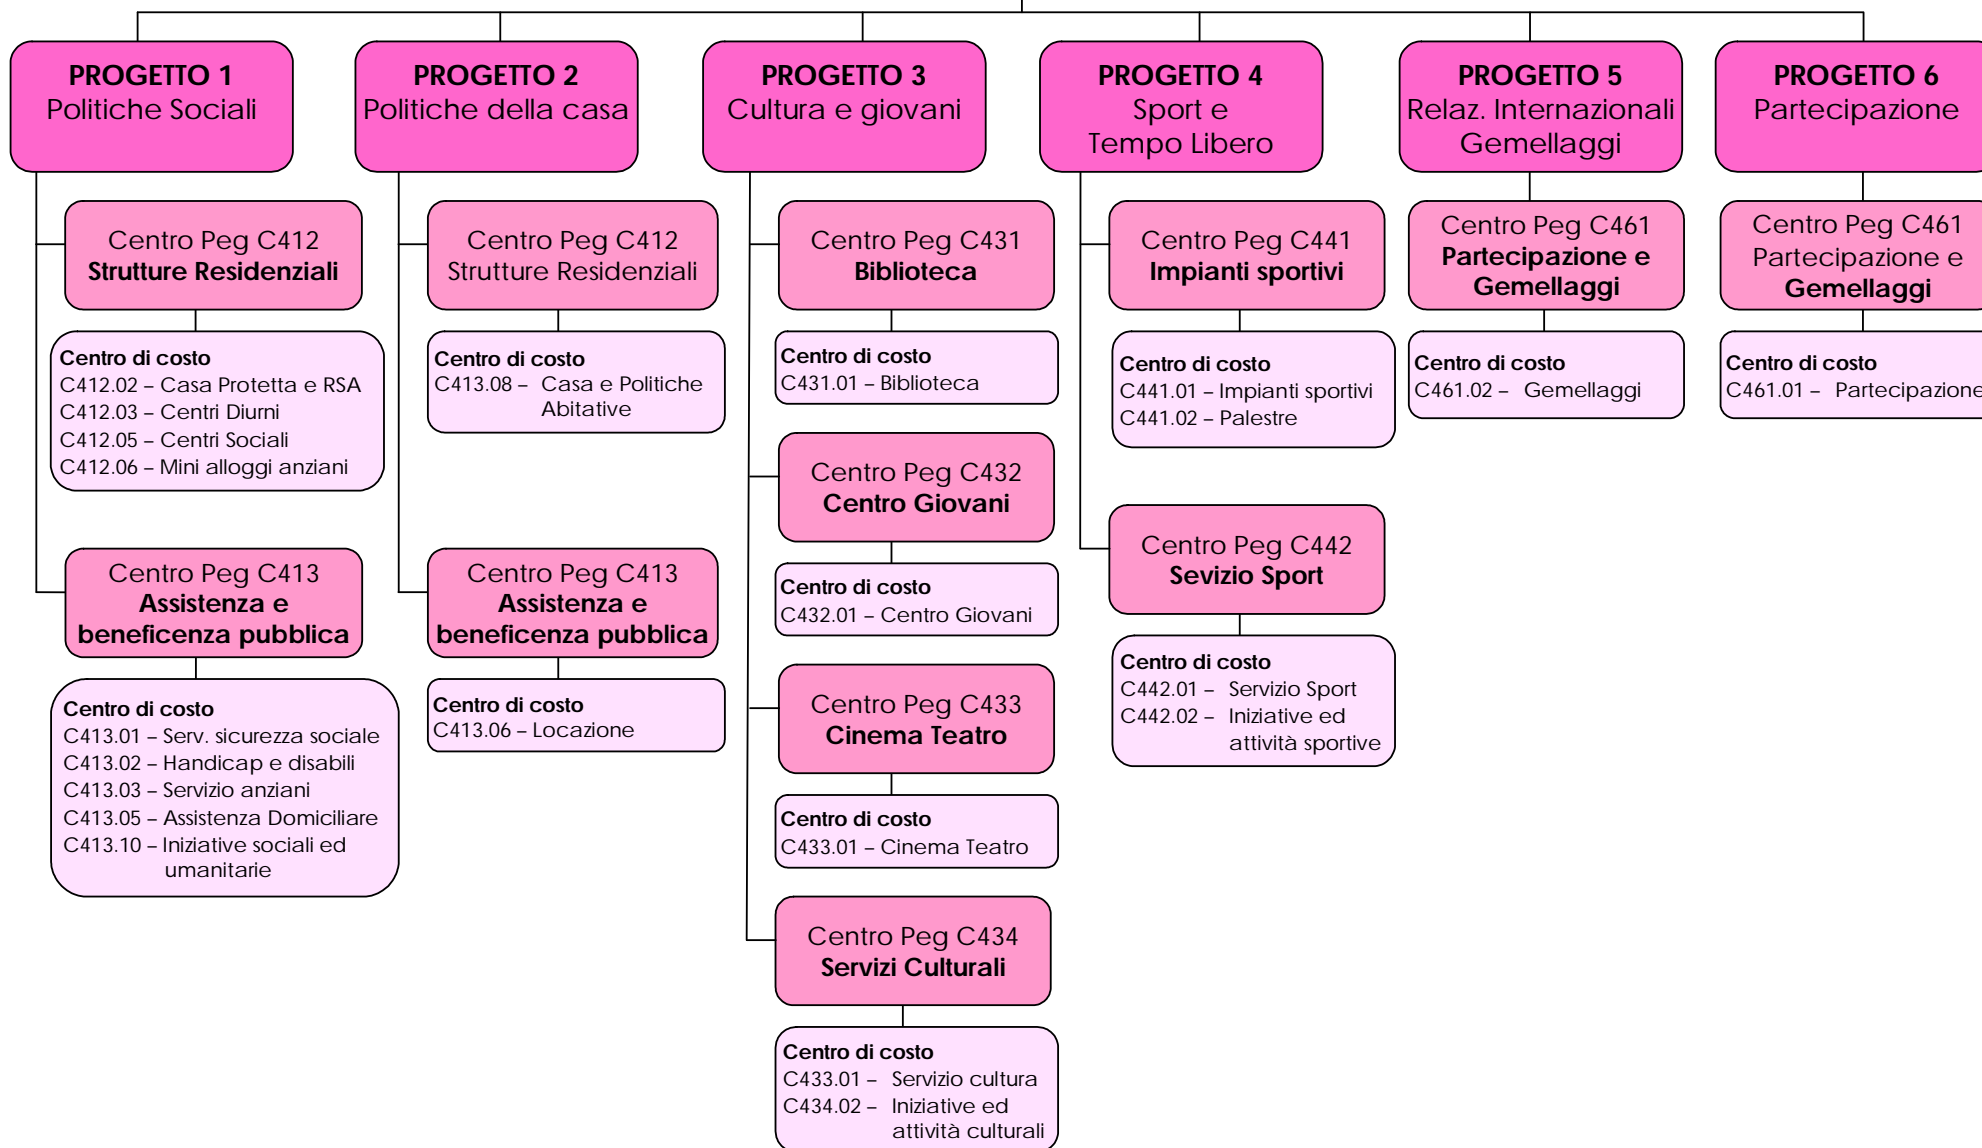 PROGETTO 1
Politiche Sociali
Centro Peg C412
Strutture Residenziali
Centro di costo
C412.02 – Casa Protetta e RSA
C412.03 – Centri Diurni
C412.05 – Centri Sociali
C412.06 – Mini alloggi anziani
Centro Peg C413
Assistenza e
beneficenza pubblica
Centro di costo
C413.01 – Serv. sicurezza sociale
C413.02 – Handicap e disabili
C413.03 – Servizio anziani
C413.05 – Assistenza Domiciliare
C413.10 – Iniziative sociali ed
umanitarie
PROGETTO 2
Politiche della casa
Centro Peg C412
Strutture Residenziali
Centro di costo
C413.08 – Casa e Politiche
Abitative
Centro Peg C413
Assistenza e
beneficenza pubblica
Centro di costo
C413.06 – Locazione
PROGETTO 3
Cultura e giovani
Centro Peg C431
Biblioteca
Centro di costo
C431.01 – Biblioteca
Centro Peg C432
Centro Giovani
Centro di costo
C432.01 – Centro Giovani
Centro Peg C433
Cinema Teatro
Centro di costo
C433.01 – Cinema Teatro
Centro Peg C434
Servizi Culturali
Centro di costo
C433.01 – Servizio cultura
C434.02 – Iniziative ed
attività culturali
PROGETTO 4
Sport e
Tempo Libero
Centro Peg C441
Impianti sportivi
Centro di costo
C441.01 – Impianti sportivi
C441.02 – Palestre
Centro Peg C442
Sevizio Sport
Centro di costo
C442.01 – Servizio Sport
C442.02 – Iniziative ed
attività sportive
PROGETTO 5
Relaz. Internazionali
Gemellaggi
Centro Peg C461
Partecipazione e
Gemellaggi
Centro di costo
C461.02 – Gemellaggi
PROGETTO 6
Partecipazione
Centro Peg C461
Partecipazione e
Gemellaggi
Centro di costo
C461.01 – Partecipazione